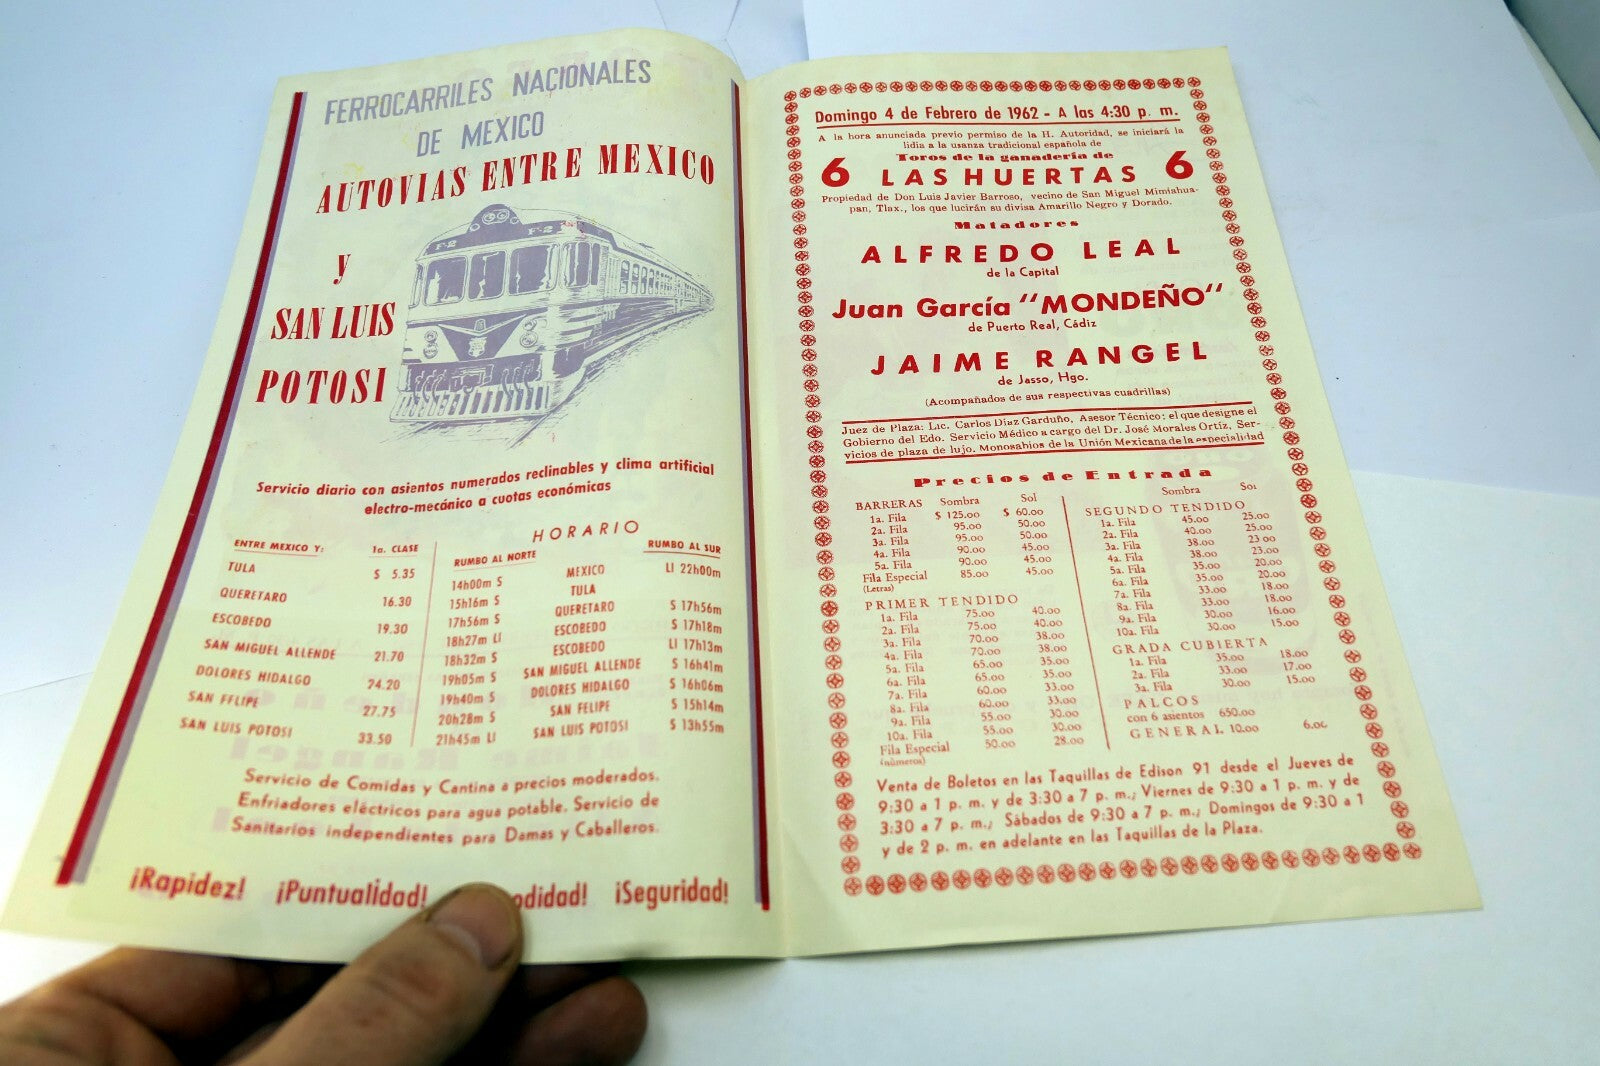 FERROCARRILES NACIONALES
DE MEXICO
AUTOVIAS ENTRE MEXICO
y
SAN LUIS
POTOSI
F-2 F-2
Servicio diario con asientos numerados reclinables y clima artificial
electro-mecánico a cuotas económicas
HORARIO
ENTRE MEXICO Y: 1a. CLASE
TULA $ 5.35
QUERETARO 16.30
ESCOBEDO 19.30
SAN MIGUEL ALLENDE 21.70
DOLORES HIDALGO 24.20
SAN FELIPE 27.75
SAN LUIS POTOSI 33.50
RUMBO AL NORTE RUMBO AL SUR
14h00m S MEXICO Ll 22h00m
15h16m S TULA
17h56m S QUERETARO S 17h56m
18h27m Ll ESCOBEDO S 17h18m
18h32m S ESCOBEDO Ll 17h13m
19h05m S SAN MIGUEL ALLENDE S 16h41m
19h40m S DOLORES HIDALGO S 16h06m
20h28m S SAN FELIPE S 15h14m
21h45m Ll SAN LUIS POTOSI S 13h55m
Servicio de Comidas y Cantina a precios moderados.
Enfriadores eléctricos para agua potable. Servicio de
Sanitarios independientes para Damas y Caballeros.
¡Rapidez! ¡Puntualidad! odidad! ¡Seguridad!
Domingo 4 de Febrero de 1962 - A las 4:30 p. m.
A la hora anunciada previo permiso de la H. Autoridad, se iniciará la
lidia a la usanza tradicional española de
6 Toros de la ganadería de 6
LAS HUERTAS
Propiedad de Don Luis Javier Barroso, vecino de San Miguel Mimiahua-
pan, Tlax., los que lucirán su divisa Amarillo Negro y Dorado.
Matadores
ALFREDO LEAL
de la Capital
Juan García "MONDEÑO"
de Puerto Real, Cádiz
JAIME RANGEL
de Jasso, Hgo.
(Acompañados de sus respectivas cuadrillas)
Juez de Plaza: Lic. Carlos Díaz Garduño, Asesor Técnico: el que designe el
Gobierno del Edo. Servicio Médico a cargo del Dr. José Morales Ortíz, Ser-
vicios de plaza de lujo. Monosabios de la Unión Mexicana de la especialidad
Precios de Entrada
BARRERAS Sombra Sol
1a. Fila $ 125.00 $ 60.00
2a. Fila 95.00 50.00
3a. Fila 95.00 50.00
4a. Fila 90.00 45.00
5a. Fila 90.00 45.00
Fila Especial 85.00 45.00
(Letras)
PRIMER TENDIDO
1a. Fila 75.00 40.00
2a. Fila 75.00 40.00
3a. Fila 70.00 38.00
4a. Fila 70.00 38.00
5a. Fila 65.00 35.00
6a. Fila 65.00 35.00
7a. Fila 60.00 33.00
8a. Fila 60.00 33.00
9a. Fila 55.00 30.00
10a. Fila 55.00 30.00
Fila Especial 50.00 28.00
(números)
Sombra Sol
SEGUNDO TENDIDO
1a. Fila 45.00 25.00
2a. Fila 40.00 25.00
3a. Fila 38.00 23 00
4a. Fila 38.00 23.00
5a. Fila 35.00 20.00
6a. Fila 35.00 20.00
7a. Fila 33.00 18.00
8a. Fila 33.00 18.00
9a. Fila 30.00 16.00
10a. Fila 30.00 15.00
GRADA CUBIERTA
1a. Fila 35.00 18.00
2a. Fila 33.00 17.00
3a. Fila 30.00 15.00
PALCOS
con 6 asientos 650.00
GENERAL 10.00 6.00
Venta de Boletos en las Taquillas de Edison 91 desde el Jueves de
9:30 a 1 p. m. y de 3:30 a 7 p. m.; Viernes de 9:30 a 1 p. m. y de
3:30 a 7 p. m.; Sábados de 9:30 a 7 p. m.; Domingos de 9:30 a 1
y de 2 p. m. en adelante en las Taquillas de la Plaza.